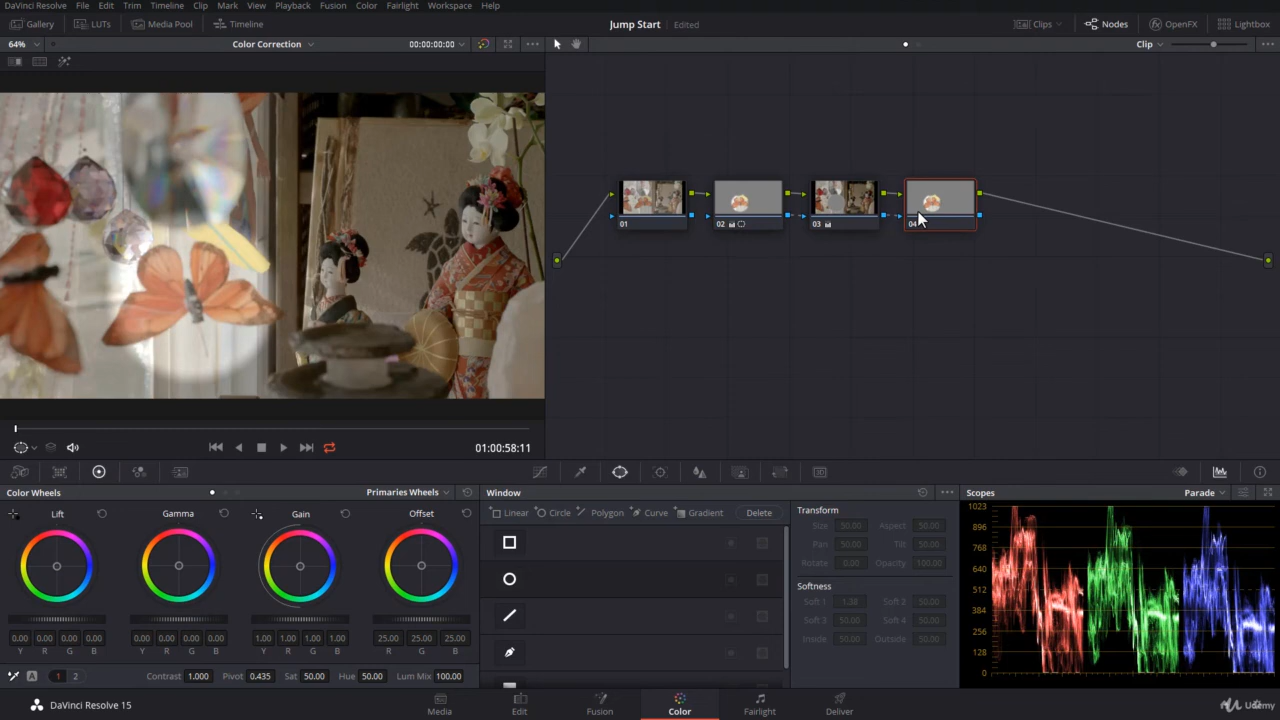 DaVinci Resolve File Edit Trim Timeline Clip Mark View Playback Fusion Color Fairlight Workspace Help
Gallery LUTs Media Pool Timeline Jump Start Edited Clips Nodes OpenFX Lightbox
64% Color Correction 00:00:00:00 Clip
01 02 03 04
01:00:58:11
Color Wheels Primaries Wheels Window Scopes Parade
Lift Gamma Gain Offset
Linear Circle Polygon Curve Gradient Delete
Transform
Size 50.00 Aspect 50.00
Pan 50.00 Tilt 50.00
Rotate 0.00 Opacity 100.00
Softness
Soft 1 1.38 Soft 2 50.00
Soft 3 50.00 Soft 4 50.00
Inside 50.00 Outside 50.00
1023
896
768
640
512
384
256
128
0
0.00 0.00 0.00 0.00 0.00 0.00 0.00 0.00 1.00 1.00 1.00 1.00 25.00 25.00 25.00
Y R G B Y R G B Y R G B R G B
A 1 2 Contrast 1.000 Pivot 0.435 Sat 50.00 Hue 50.00 Lum Mix 100.00
DaVinci Resolve 15 Media Edit Fusion Color Fairlight Deliver Udemy